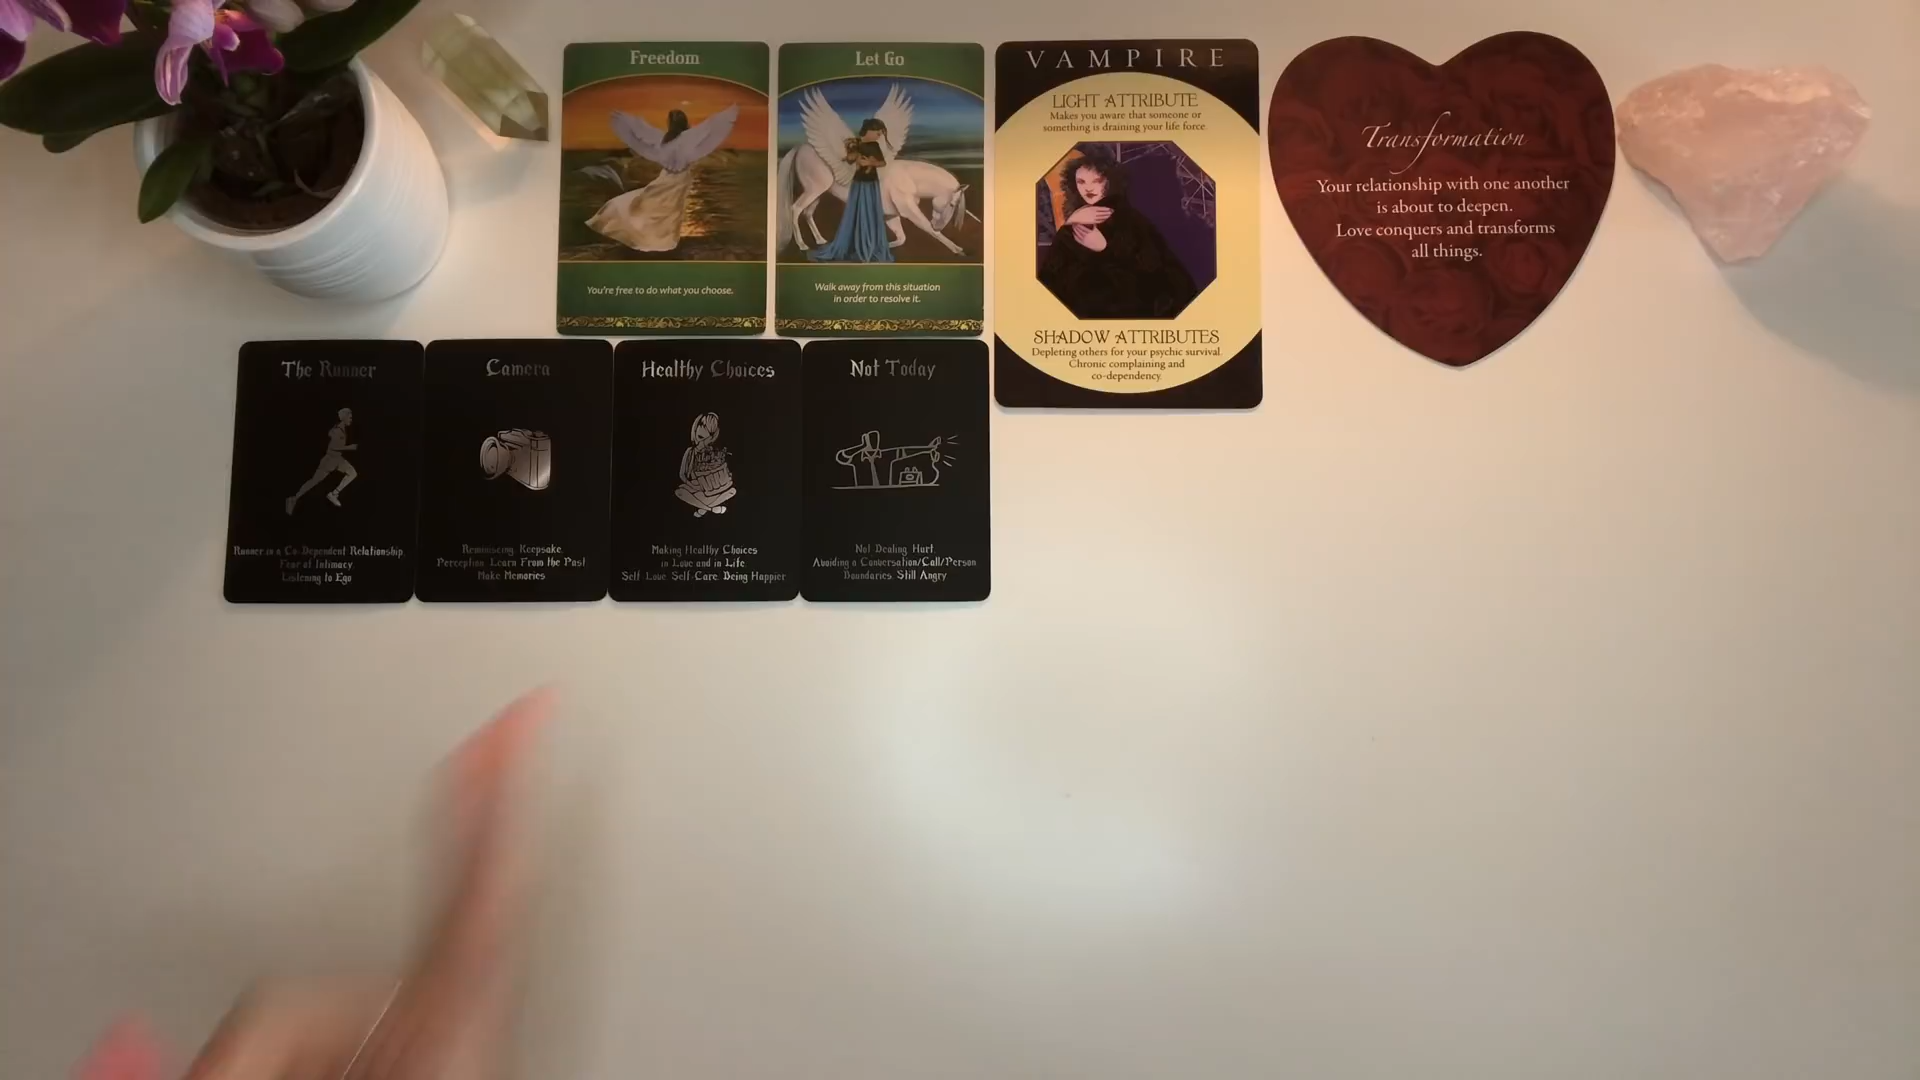 Freedom
You're free to do what you choose.
Let Go
Walk away from this situation
in order to resolve it.
VAMPIRE
LIGHT ATTRIBUTE
Makes you aware that someone or
something is draining your life force.
SHADOW ATTRIBUTES
Depleting others for your psychic survival.
Chronic complaining and
co-dependency.
Transformation
Your relationship with one another
is about to deepen.
Love conquers and transforms
all things.
The Runner
Runner in a Co-Dependent Relationship.
Fear of Intimacy.
Listening to Ego
Camera
Reminiscing. Keepsake.
Perception. Learn From the Past.
Make Memories
Healthy Choices
Making Healthy Choices
in Love and in Life.
Self Love. Self-Care. Being Happier
Not Today
Not Dealing. Hurt.
Avoiding a Conversation/Call/Person.
Boundaries. Still Angry